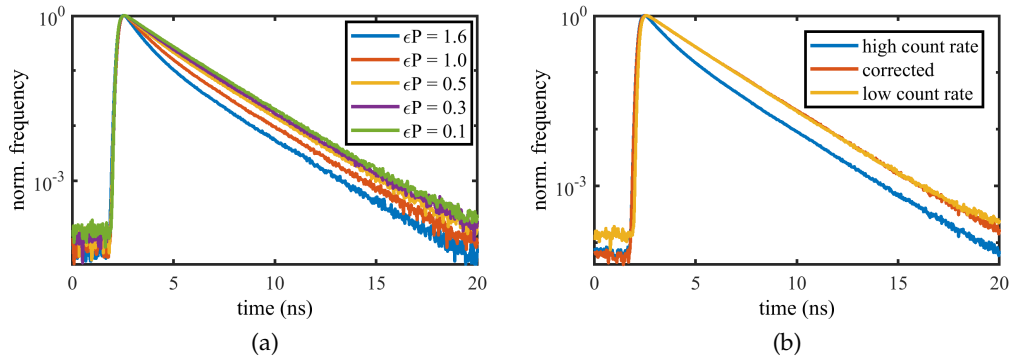 10^0
ϵP = 1.6
ϵP = 1.0
ϵP = 0.5
ϵP = 0.3
ϵP = 0.1
norm. frequency
10^-3
0 5 10 15 20
time (ns)
(a)
10^0
high count rate
corrected
low count rate
norm. frequency
10^-3
0 5 10 15 20
time (ns)
(b)